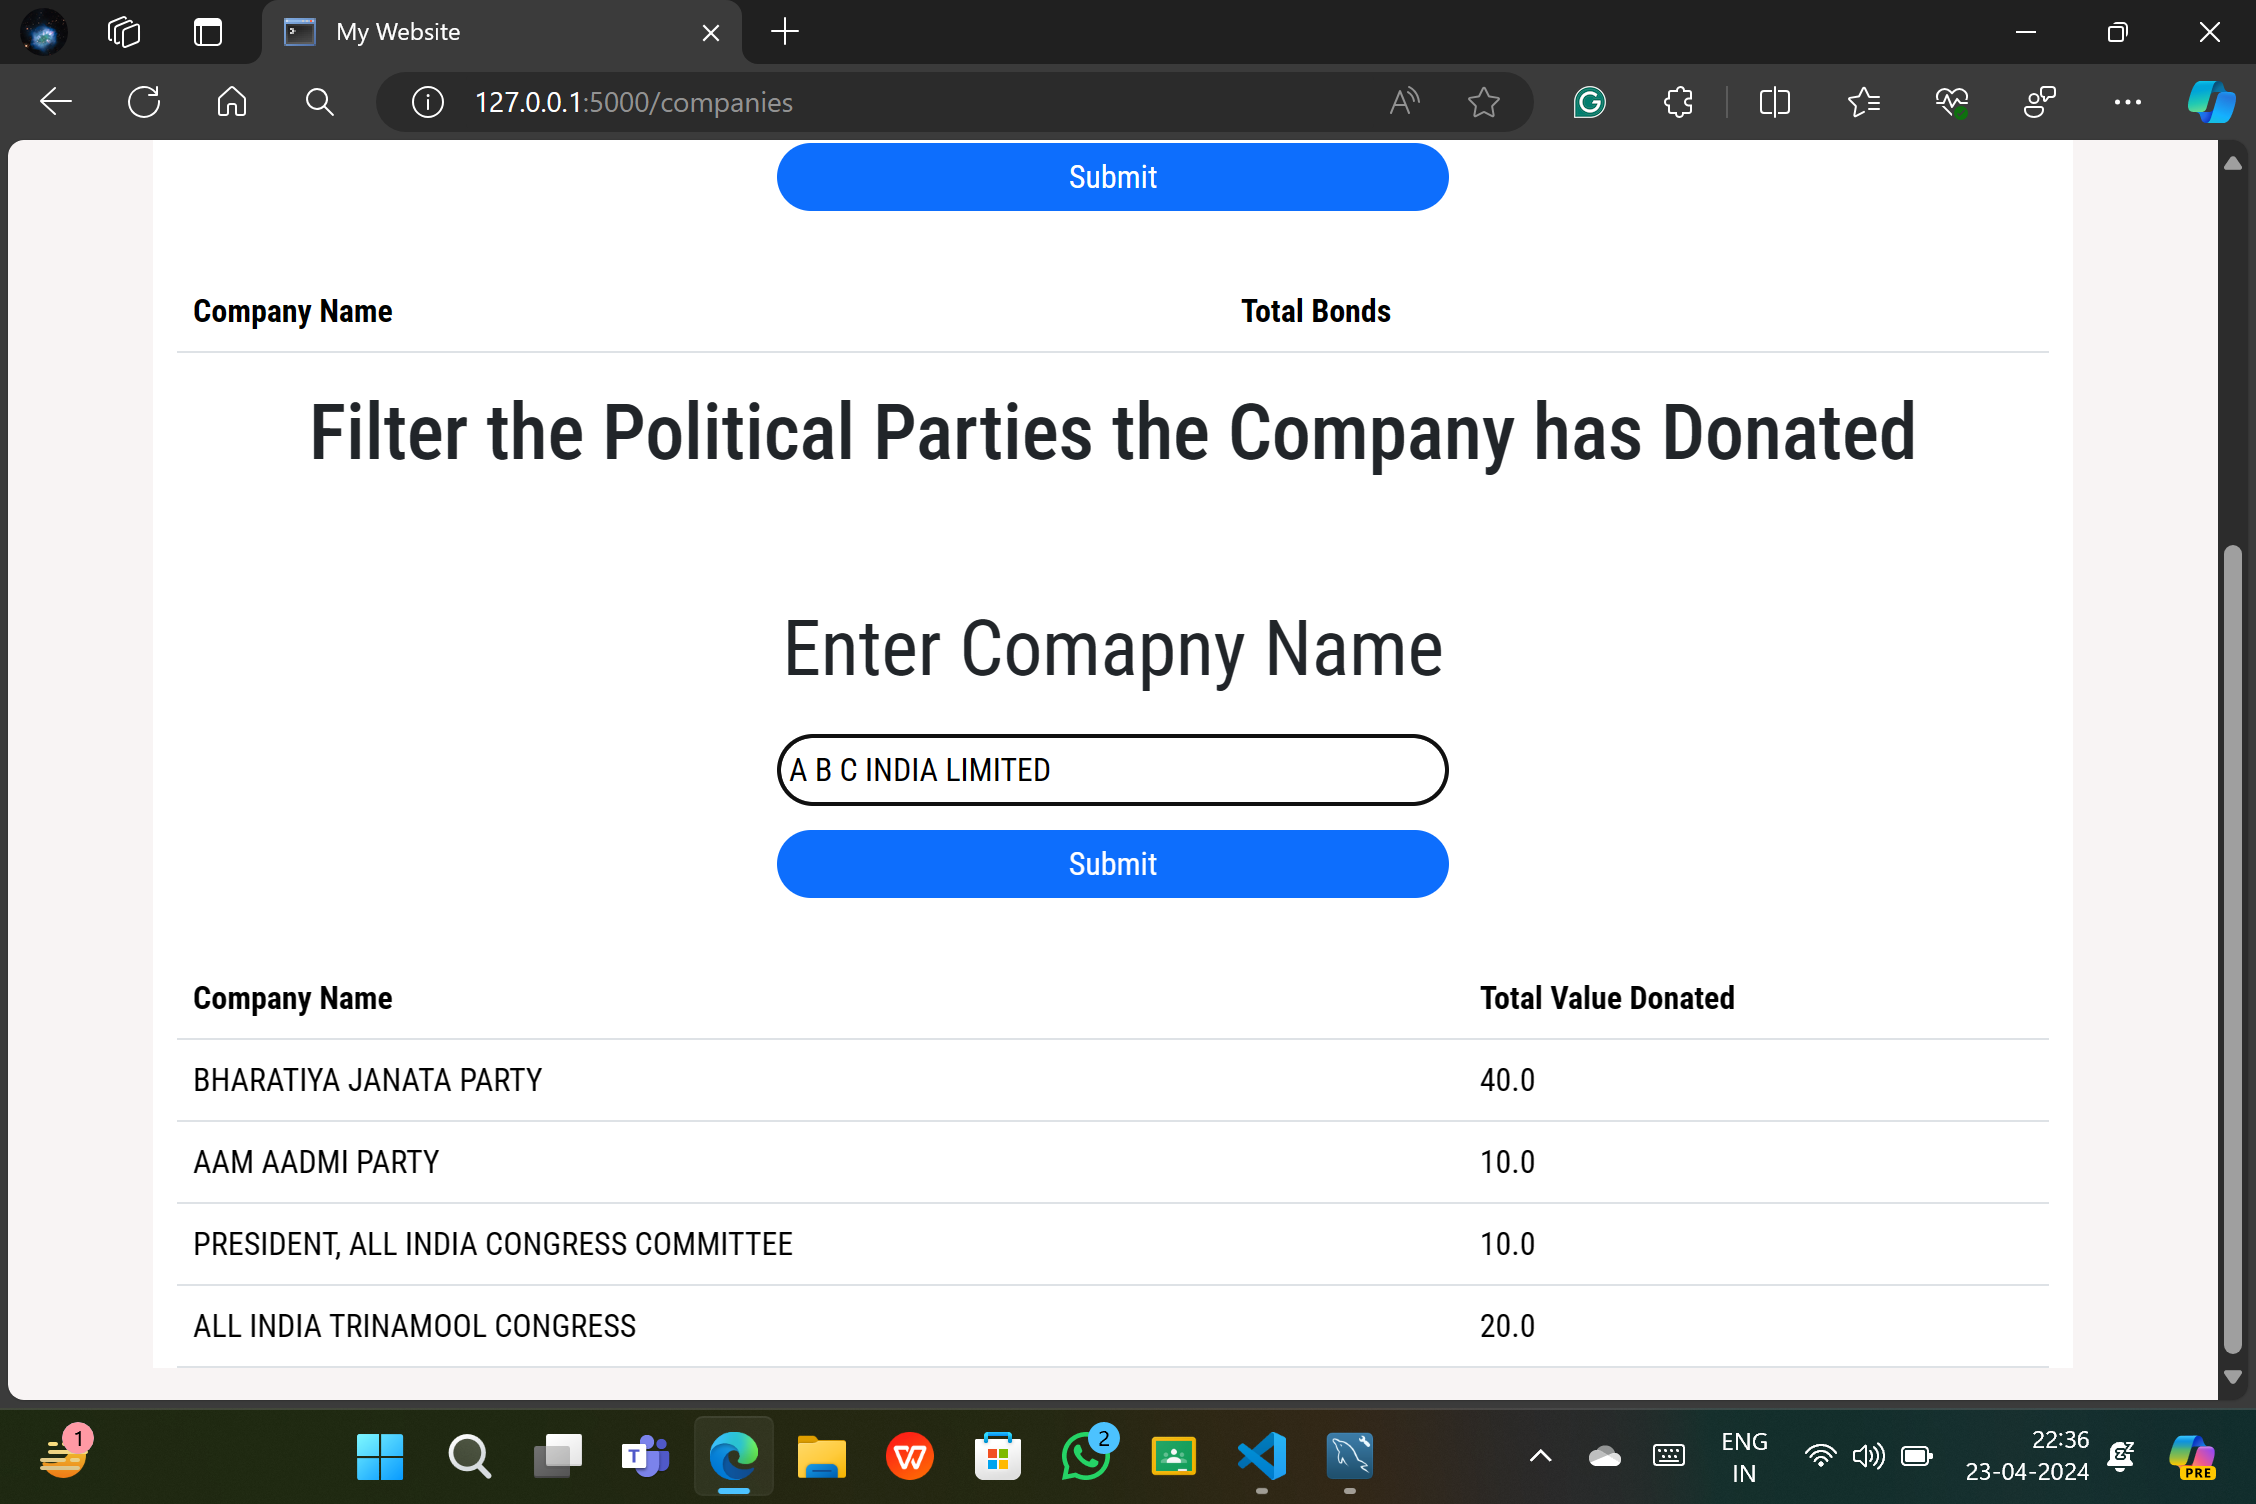 My Website
127.0.0.1:5000/companies
Submit
Company Name Total Bonds
Filter the Political Parties the Company has Donated
Enter Comapny Name
A B C INDIA LIMITED
Submit
Company Name Total Value Donated
BHARATIYA JANATA PARTY 40.0
AAM AADMI PARTY 10.0
PRESIDENT, ALL INDIA CONGRESS COMMITTEE 10.0
ALL INDIA TRINAMOOL CONGRESS 20.0
1
2
ENG
IN
22:36
23-04-2024
PRE